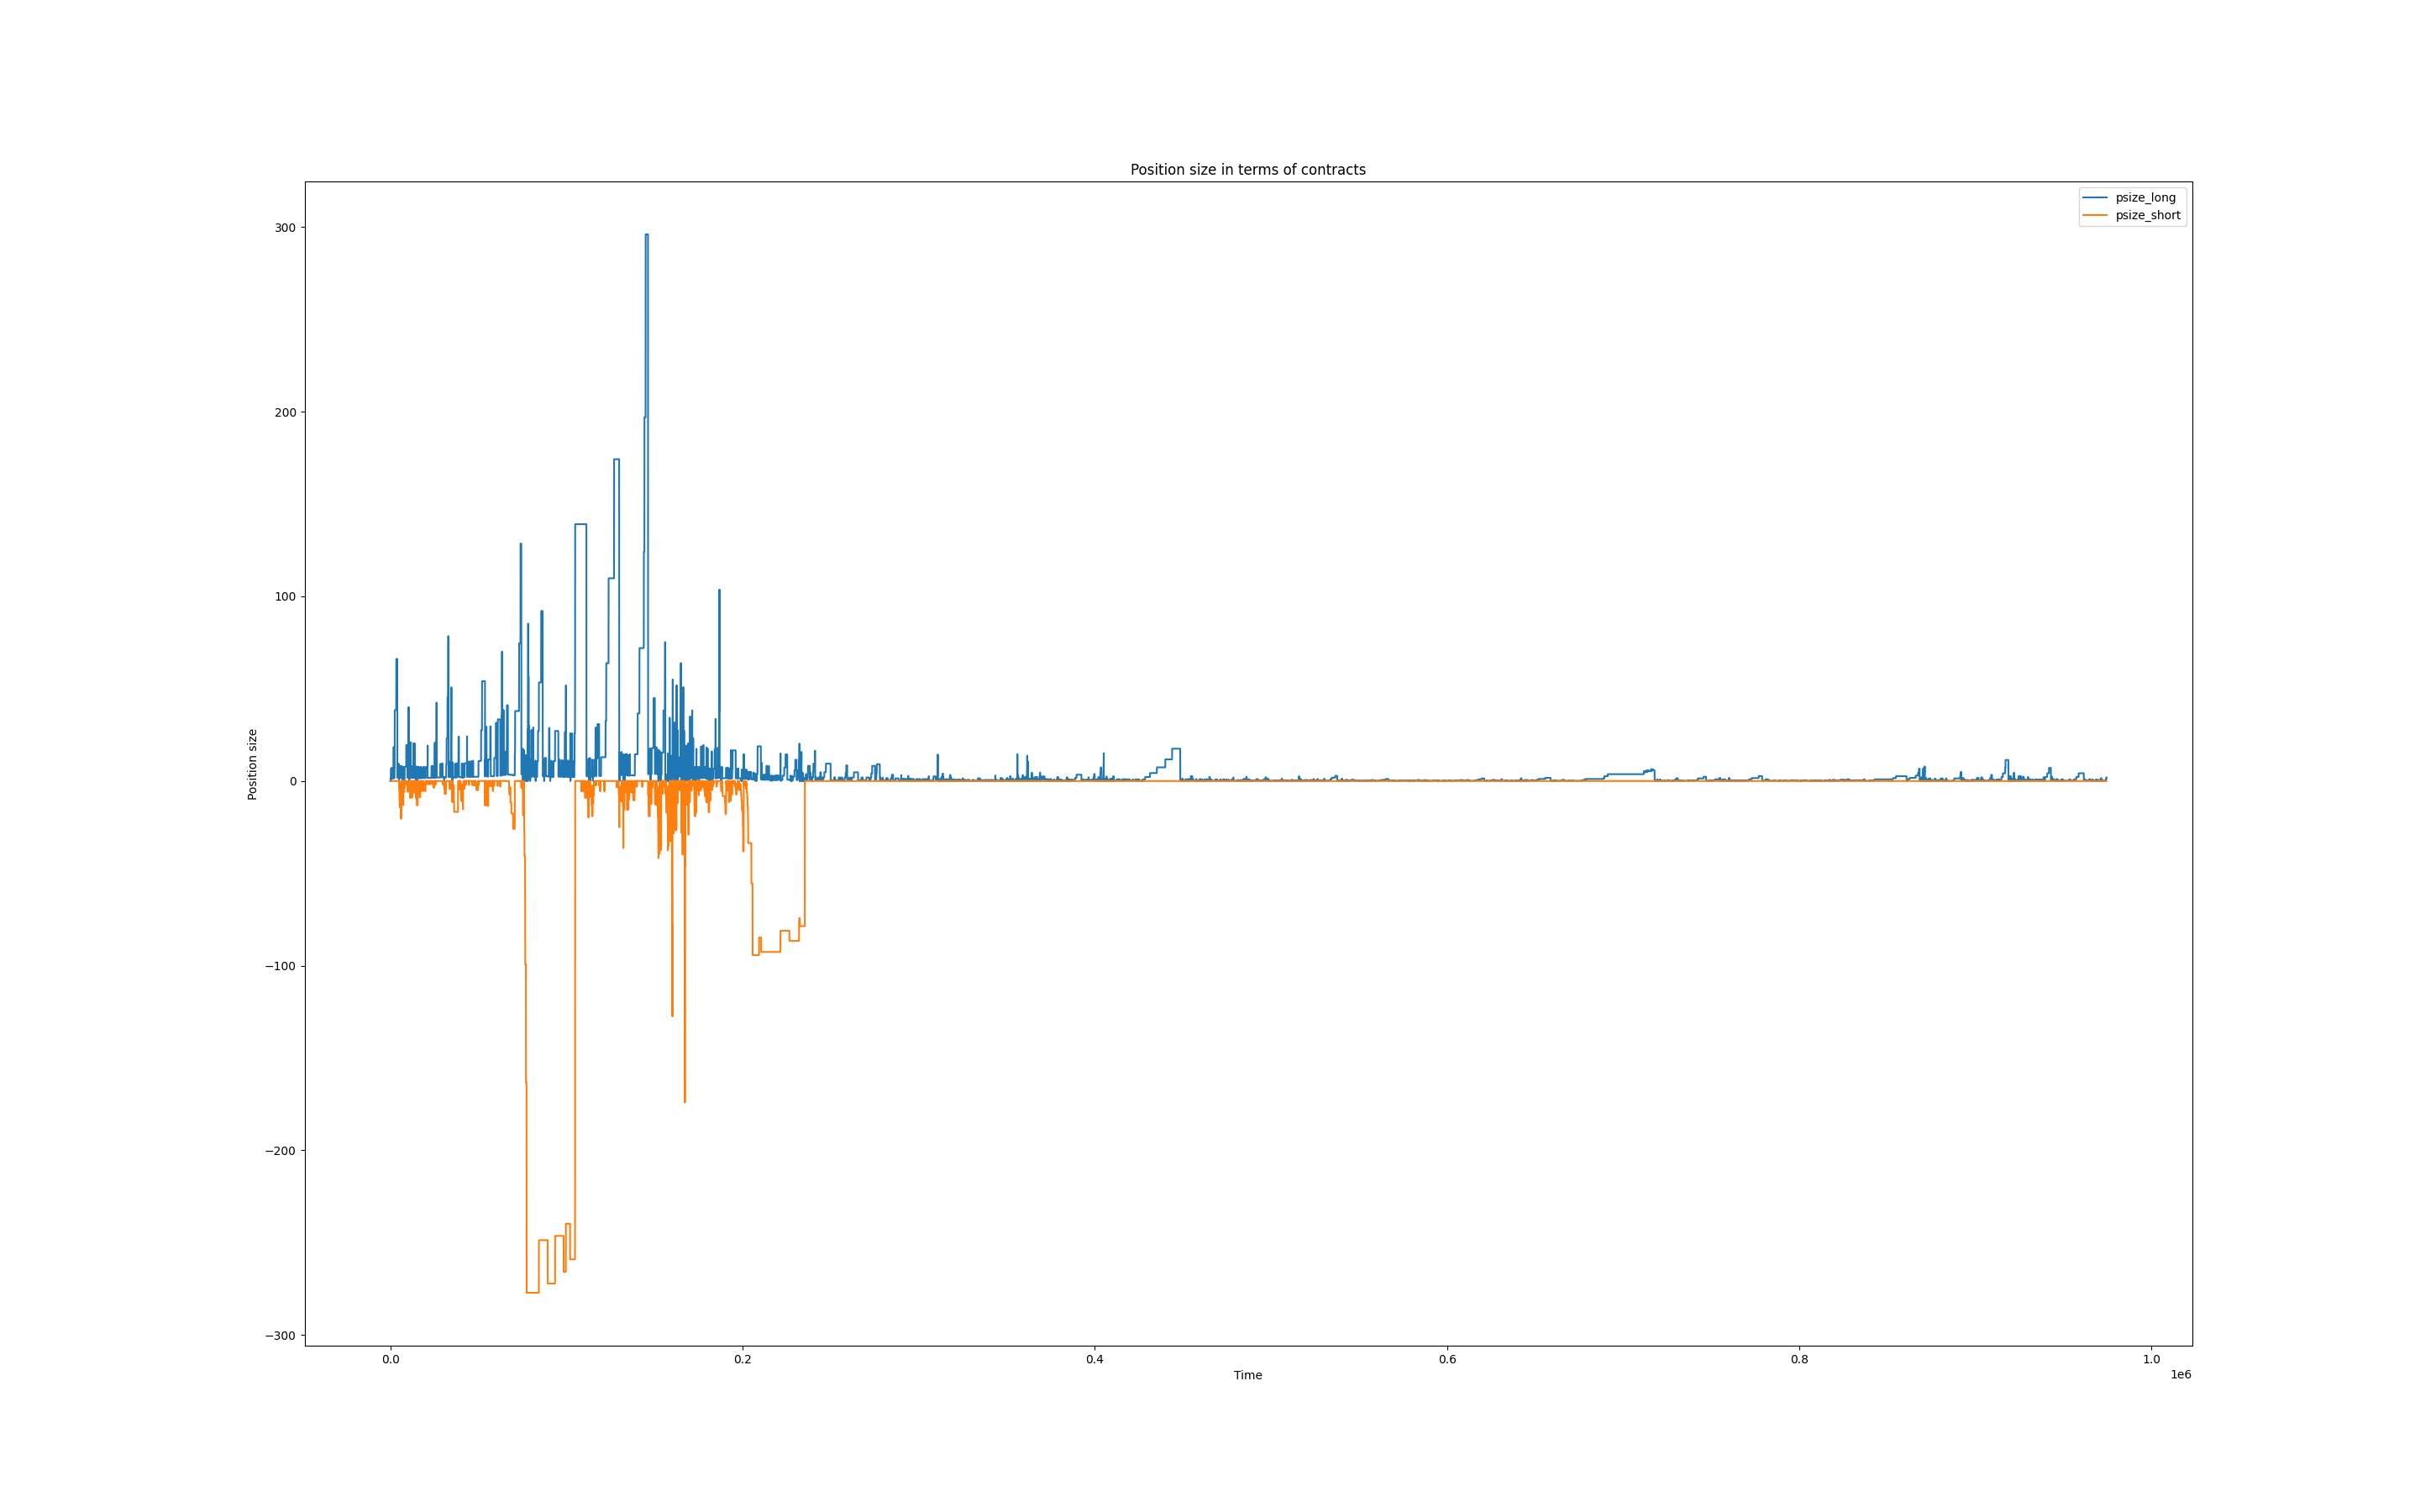 Position size in terms of contracts
psize_long
psize_short
300
200
100
0
−100
−200
−300
Position size
0.0
0.2
0.4
0.6
0.8
1.0
Time
1e6